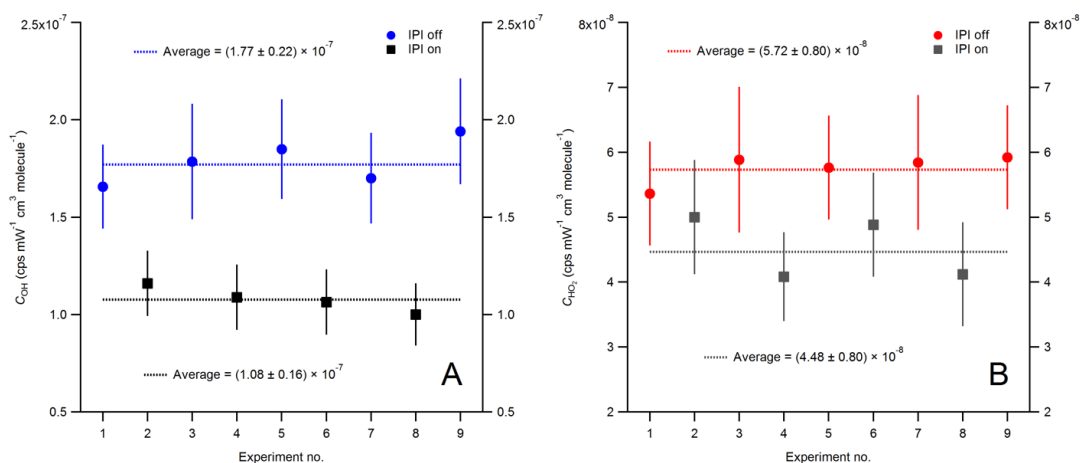 2.5x10⁻⁷
2.0
1.5
1.0
0.5
C_OH (cps mW⁻¹ cm³ molecule⁻¹)
Average = (1.77 ± 0.22) × 10⁻⁷
IPI off
IPI on
Average = (1.08 ± 0.16) × 10⁻⁷
A
2.5x10⁻⁷
2.0
1.5
1.0
0.5
1 2 3 4 5 6 7 8 9
Experiment no.
8x10⁻⁸
7
6
5
4
3
2
C_HO₂ (cps mW⁻¹ cm³ molecule⁻¹)
Average = (5.72 ± 0.80) × 10⁻⁸
IPI off
IPI on
Average = (4.48 ± 0.80) × 10⁻⁸
B
8x10⁻⁸
7
6
5
4
3
2
1 2 3 4 5 6 7 8 9
Experiment no.